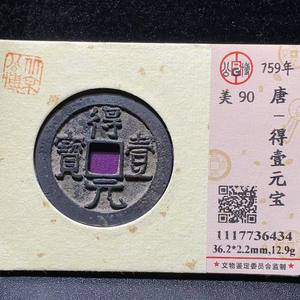 759年
美 90
唐－得壹元宝
得壹元寳
1117736434
36.2*2.2mm,12.9g
★文物鉴定委员会监制★